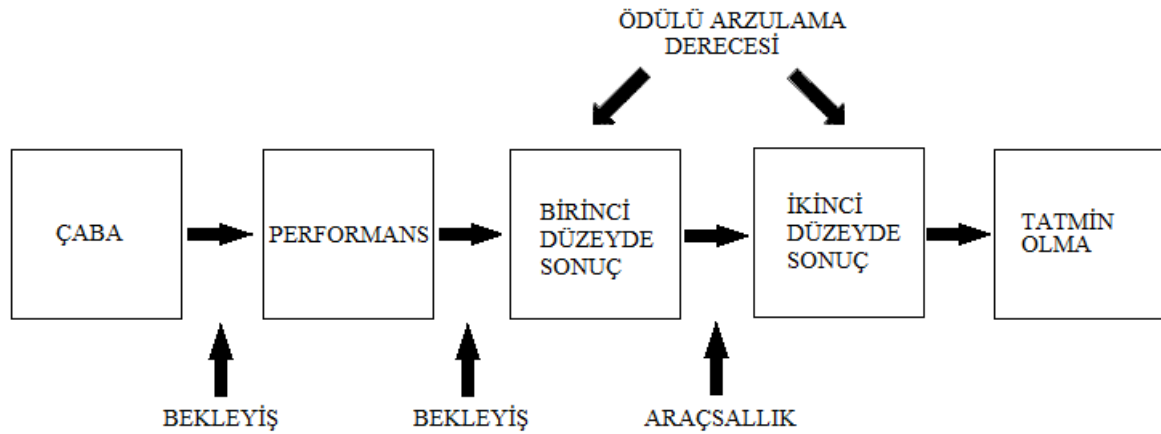 ÖDÜLÜ ARZULAMA
DERECESİ
ÇABA
PERFORMANS
BİRİNCİ
DÜZEYDE
SONUÇ
İKİNCİ
DÜZEYDE
SONUÇ
TATMİN
OLMA
BEKLEYİŞ
BEKLEYİŞ
ARAÇSALLIK